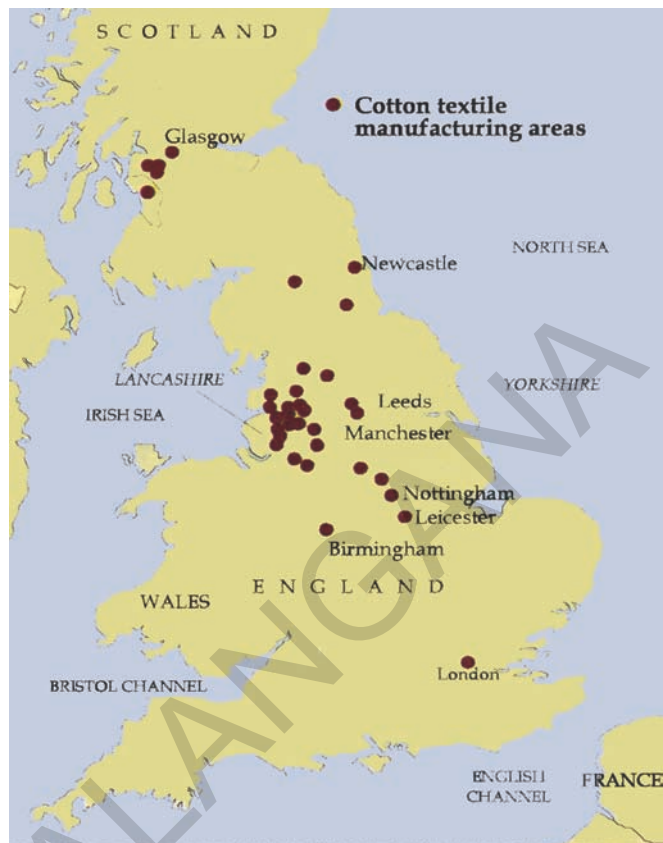 SCOTLAND
Cotton textile
manufacturing areas
Glasgow
NORTH SEA
Newcastle
LANCASHIRE
YORKSHIRE
Leeds
IRISH SEA
Manchester
Nottingham
Leicester
Birmingham
ENGLAND
WALES
London
BRISTOL CHANNEL
ENGLISH
CHANNEL
FRANCE
ALANGANA